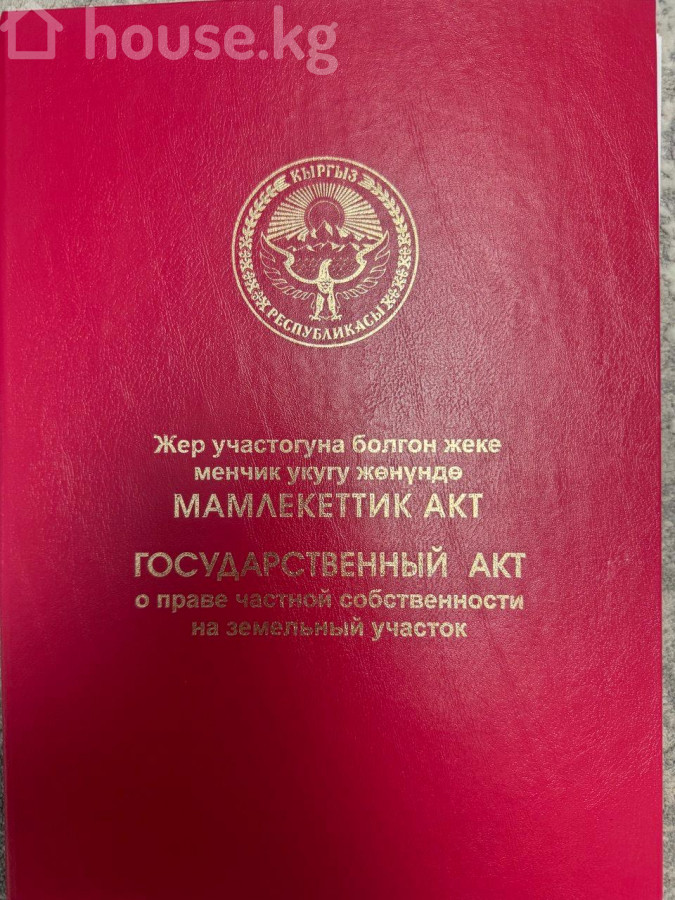 house.kg
КЫРГЫЗ
РЕСПУБЛИКАСЫ
Жер участогуна болгон жеке
менчик укугу жөнүндө
МАМЛЕКЕТТИК АКТ
ГОСУДАРСТВЕННЫЙ АКТ
о праве частной собственности
на земельный участок